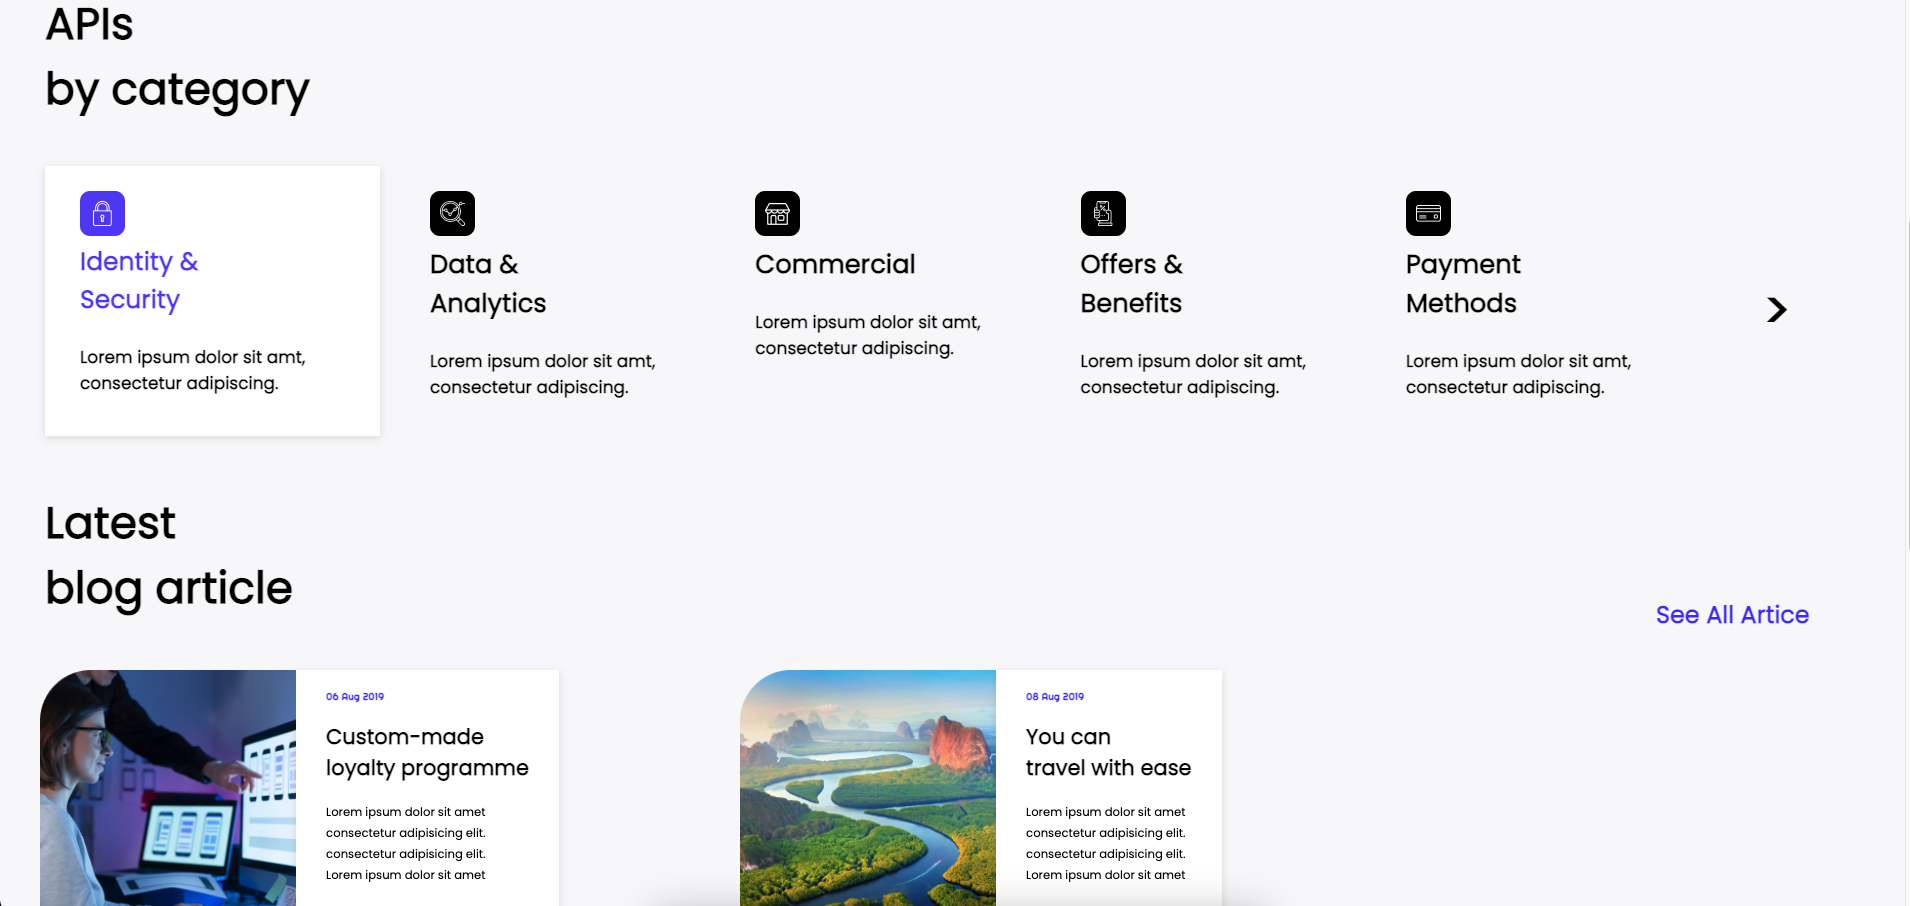 APIs
by category
Identity &
Security
Lorem ipsum dolor sit amt,
consectetur adipiscing.
Data &
Analytics
Lorem ipsum dolor sit amt,
consectetur adipiscing.
Commercial
Lorem ipsum dolor sit amt,
consectetur adipiscing.
Offers &
Benefits
Lorem ipsum dolor sit amt,
consectetur adipiscing.
Payment
Methods
Lorem ipsum dolor sit amt,
consectetur adipiscing.
Latest
blog article
See All Artice
06 Aug 2019
Custom-made
loyalty programme
Lorem ipsum dolor sit amet
consectetur adipisicing elit.
consectetur adipisicing elit.
Lorem ipsum dolor sit amet
08 Aug 2019
You can
travel with ease
Lorem ipsum dolor sit amet
consectetur adipisicing elit.
consectetur adipisicing elit.
Lorem ipsum dolor sit amet